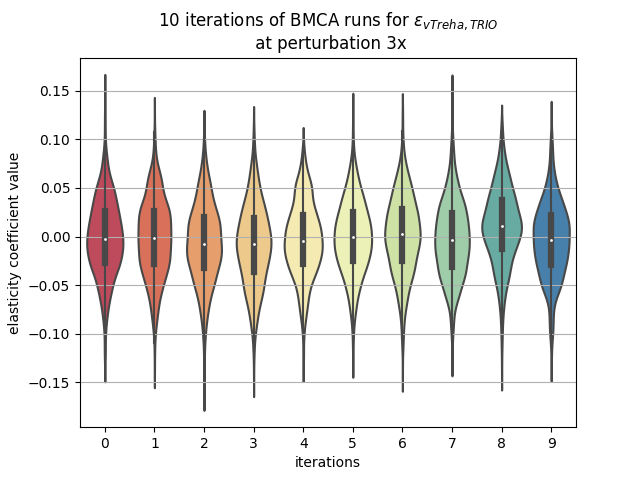 10 iterations of BMCA runs for ε_{vTreha, TRIO}
at perturbation 3x
elasticity coefficient value
0.15
0.10
0.05
0.00
−0.05
−0.10
−0.15
0 1 2 3 4 5 6 7 8 9
iterations